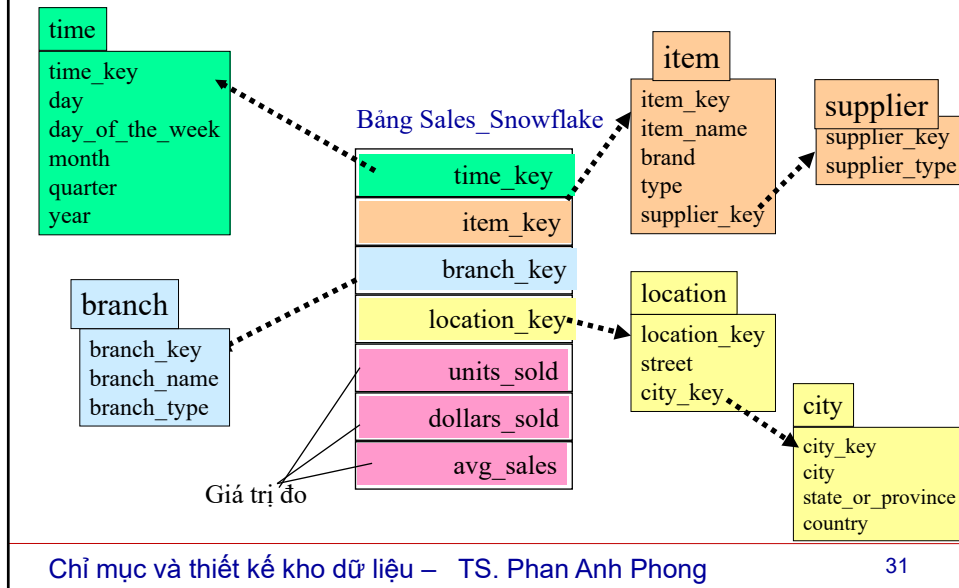 time
time_key
day
day_of_the_week
month
quarter
year
Bảng Sales_Snowflake
time_key
item_key
branch_key
location_key
units_sold
dollars_sold
avg_sales
item
item_key
item_name
brand
type
supplier_key
supplier
supplier_key
supplier_type
branch
branch_key
branch_name
branch_type
location
location_key
street
city_key
city
city_key
city
state_or_province
country
Giá trị đo
Chỉ mục và thiết kế kho dữ liệu – TS. Phan Anh Phong
31